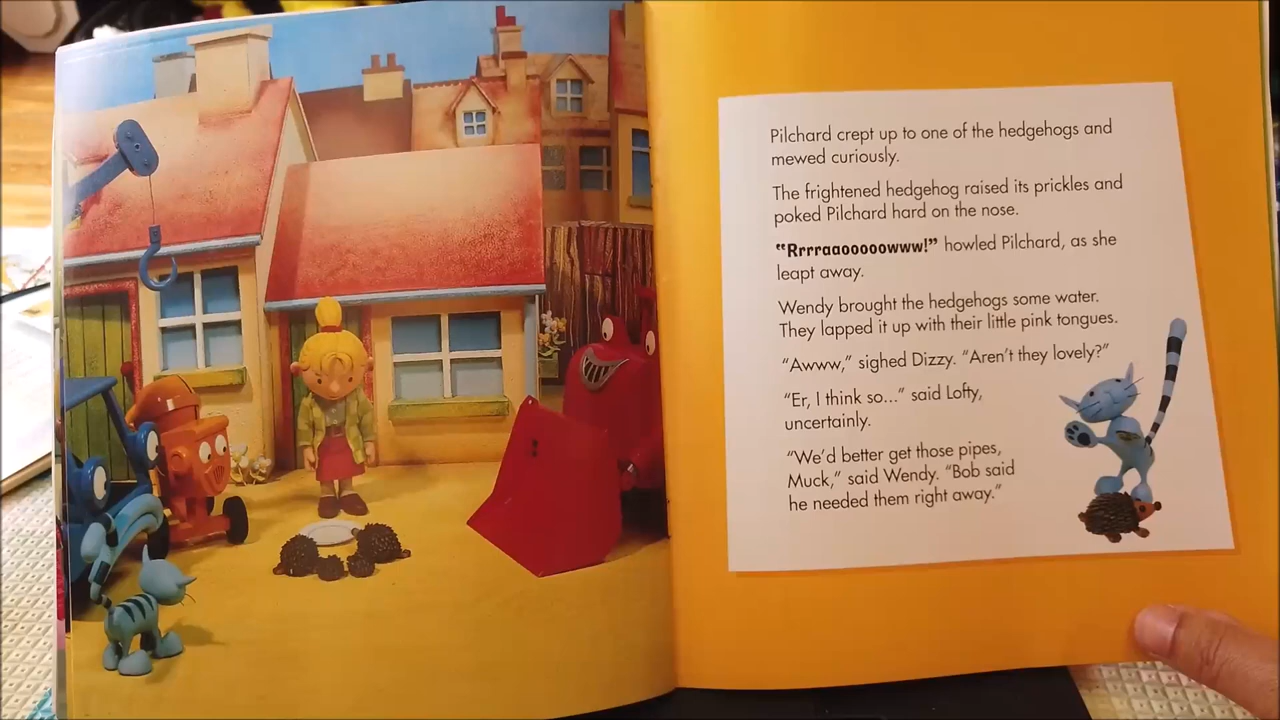 Pilchard crept up to one of the hedgehogs and
mewed curiously.
The frightened hedgehog raised its prickles and
poked Pilchard hard on the nose.
“Rrrraaooooowww!” howled Pilchard, as she
leapt away.
Wendy brought the hedgehogs some water.
They lapped it up with their little pink tongues.
“Awww,” sighed Dizzy. “Aren’t they lovely?”
“Er, I think so...” said Lofty,
uncertainly.
“We’d better get those pipes,
Muck,” said Wendy. “Bob said
he needed them right away.”